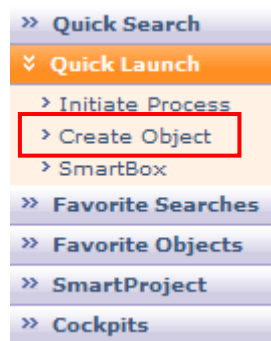 » Quick Search
Quick Launch
> Initiate Process
> Create Object
> SmartBox
» Favorite Searches
» Favorite Objects
» SmartProject
» Cockpits